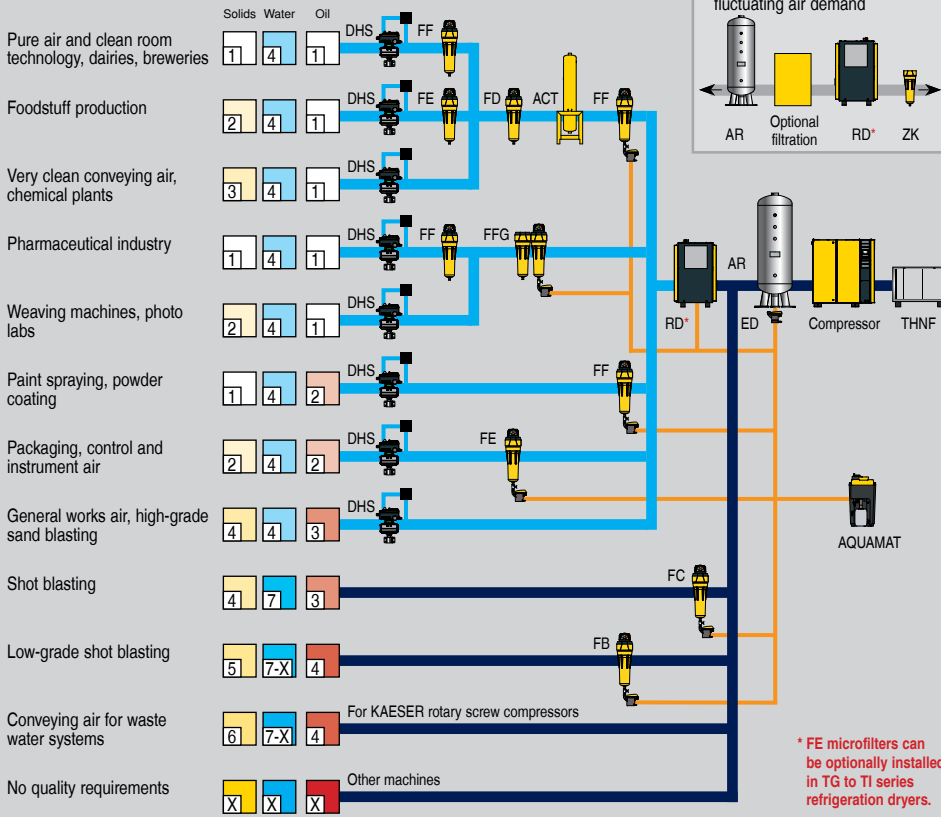 fluctuating air demand
AR
Optional
filtration
RD*
ZK
Solids Water Oil
Pure air and clean room
technology, dairies, breweries
1 4 1
DHS FF
Foodstuff production
2 4 1
DHS FE FD ACT FF
Very clean conveying air,
chemical plants
3 4 1
DHS
Pharmaceutical industry
1 4 1
DHS FF FFG
Weaving machines, photo
labs
2 4 1
DHS
AR
RD* ED Compressor THNF
Paint spraying, powder
coating
1 4 2
DHS FF
Packaging, control and
instrument air
2 4 2
DHS FE
General works air, high-grade
sand blasting
4 4 3
DHS
AQUAMAT
Shot blasting
4 7 3
FC
Low-grade shot blasting
5 7-X 4
FB
Conveying air for waste
water systems
6 7-X 4
For KAESER rotary screw compressors
No quality requirements
X X X
Other machines
* FE microfilters can
be optionally installed
in TG to TI series
refrigeration dryers.